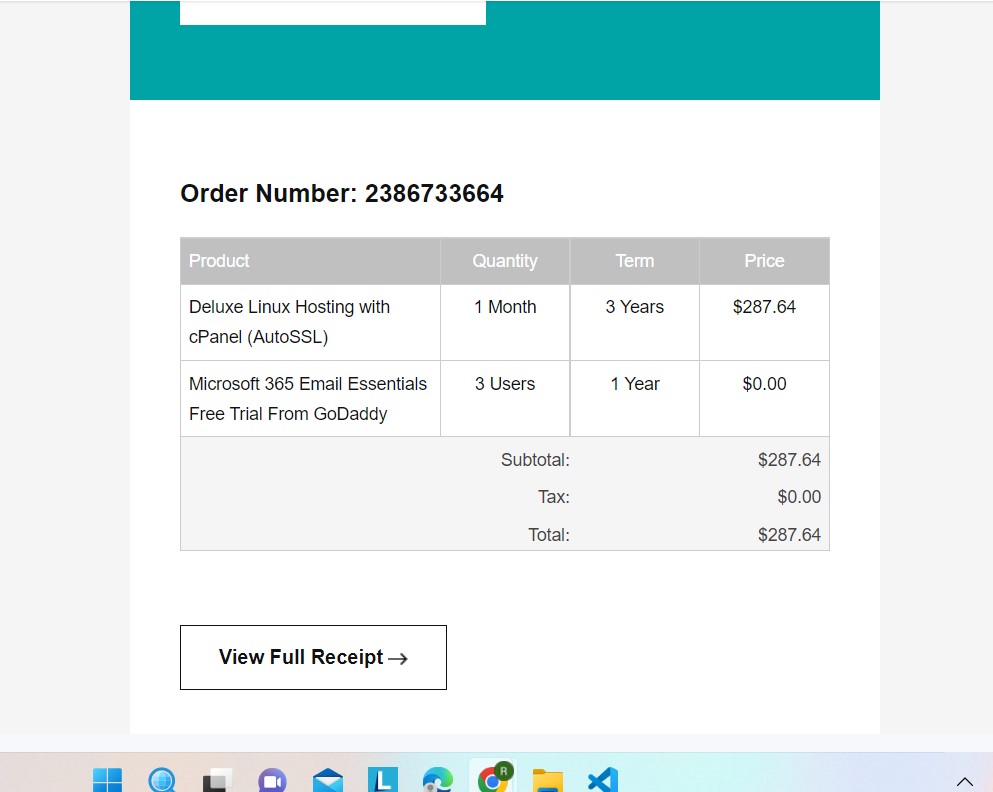 Order Number: 2386733664
Product Quantity Term Price
Deluxe Linux Hosting with 1 Month 3 Years $287.64
cPanel (AutoSSL)
Microsoft 365 Email Essentials 3 Users 1 Year $0.00
Free Trial From GoDaddy
Subtotal: $287.64
Tax: $0.00
Total: $287.64
View Full Receipt→
L R